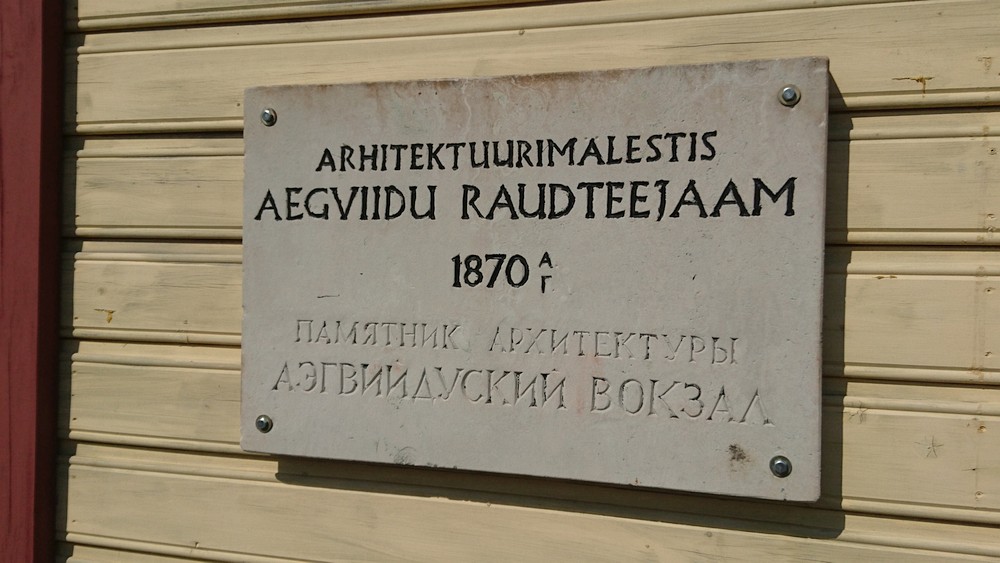 ARHITEKTUURIMALESTIS
AEGVIIDU RAUDTEEJAAM
1870 А/Г
ПАМЯТНИК АРХИТЕКТУРЫ
АЭГВИЙДУСКИЙ ВОКЗАЛ